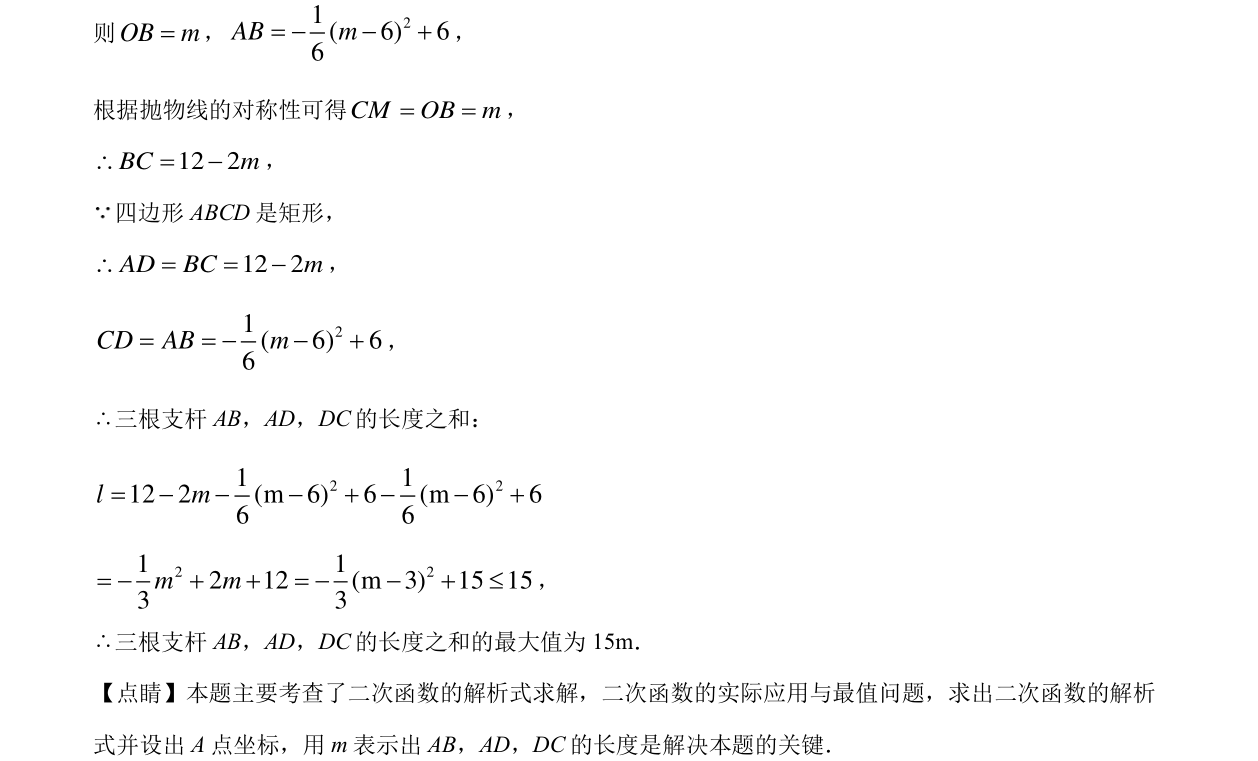 则 OB = m，AB = −1/6(m − 6)² + 6，
根据抛物线的对称性可得 CM = OB = m，
∴ BC = 12 − 2m，
∵四边形 ABCD 是矩形，
∴ AD = BC = 12 − 2m，
CD = AB = −1/6(m − 6)² + 6，
∴三根支杆 AB，AD，DC 的长度之和：
l = 12 − 2m − 1/6(m − 6)² + 6 − 1/6(m − 6)² + 6
= −1/3m² + 2m + 12 = −1/3(m − 3)² + 15 ≤ 15，
∴三根支杆 AB，AD，DC 的长度之和的最大值为 15m．
【点睛】本题主要考查了二次函数的解析式求解，二次函数的实际应用与最值问题，求出二次函数的解析
式并设出 A 点坐标，用 m 表示出 AB，AD，DC 的长度是解决本题的关键．